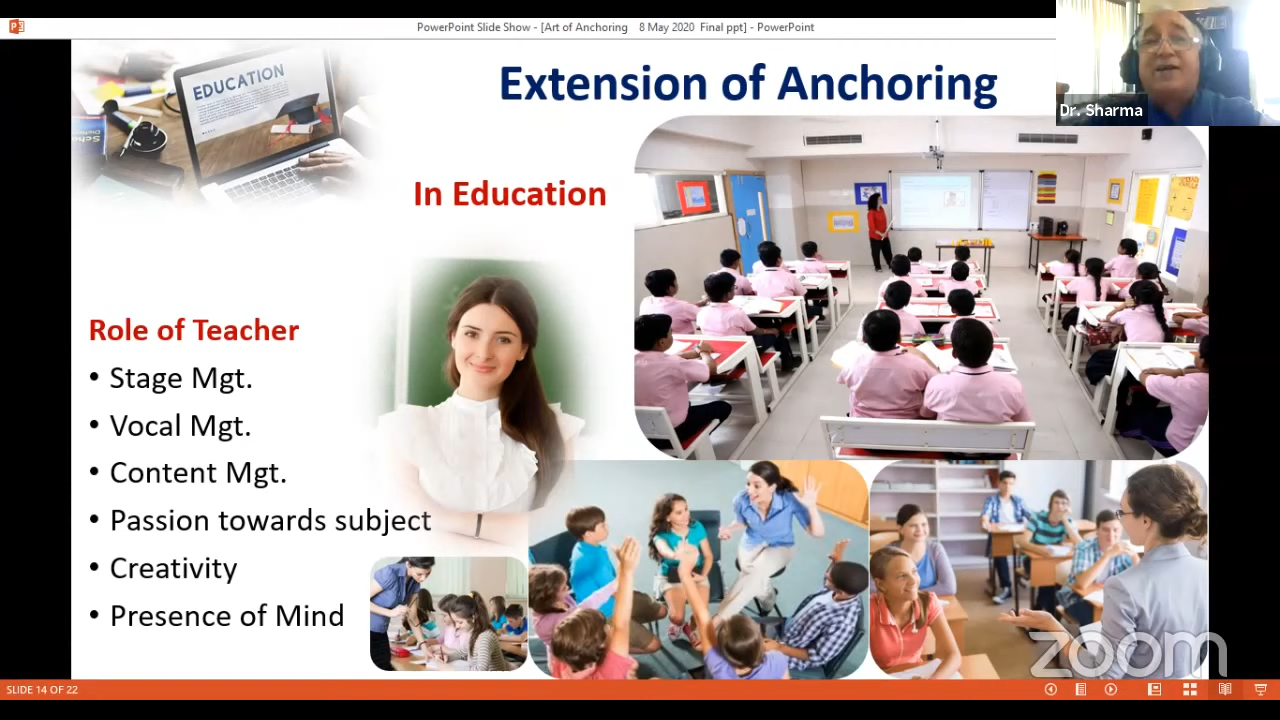 PowerPoint Slide Show - [Art of Anchoring 8 May 2020 Final ppt] - PowerPoint
Dr. Sharma
Extension of Anchoring
EDUCATION
In Education
Role of Teacher
• Stage Mgt.
• Vocal Mgt.
• Content Mgt.
• Passion towards subject
• Creativity
• Presence of Mind
zoom
SLIDE 14 OF 22